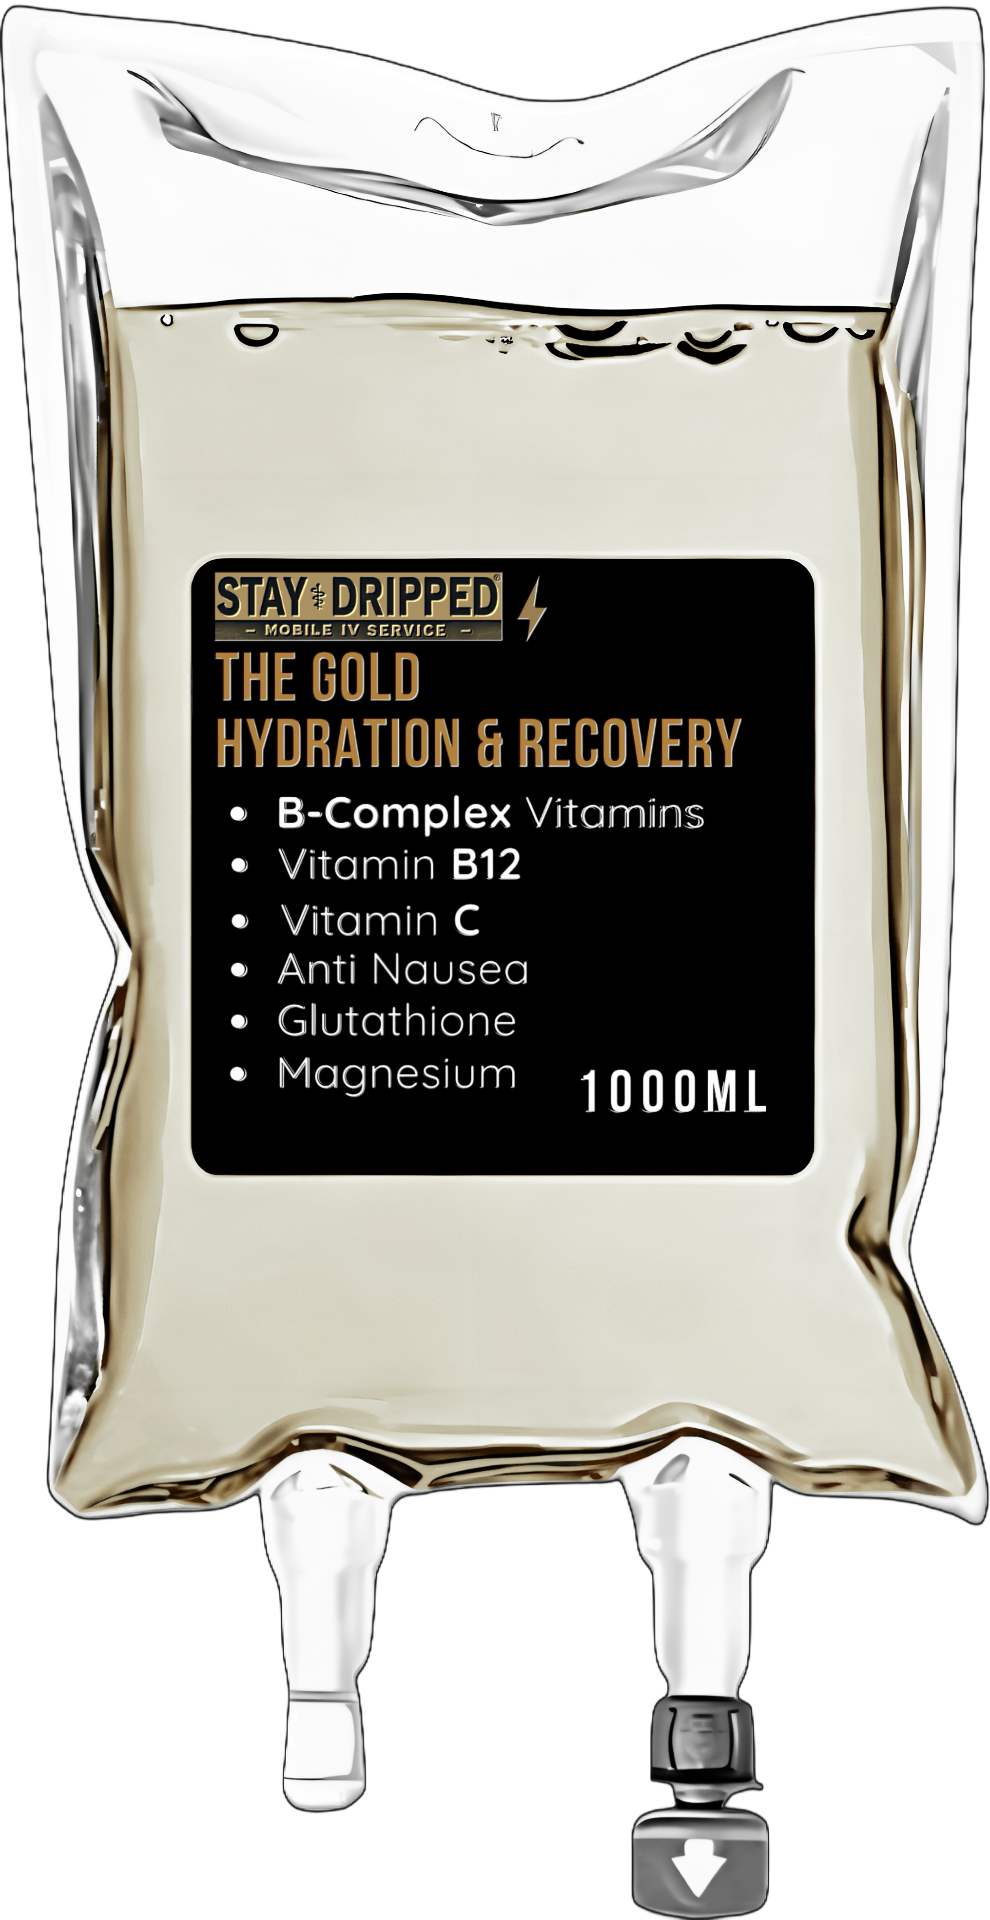 STAY DRIPPED®
- MOBILE IV SERVICE -
THE GOLD
HYDRATION & RECOVERY
• B-Complex Vitamins
• Vitamin B12
• Vitamin C
• Anti Nausea
• Glutathione
• Magnesium
1000ML